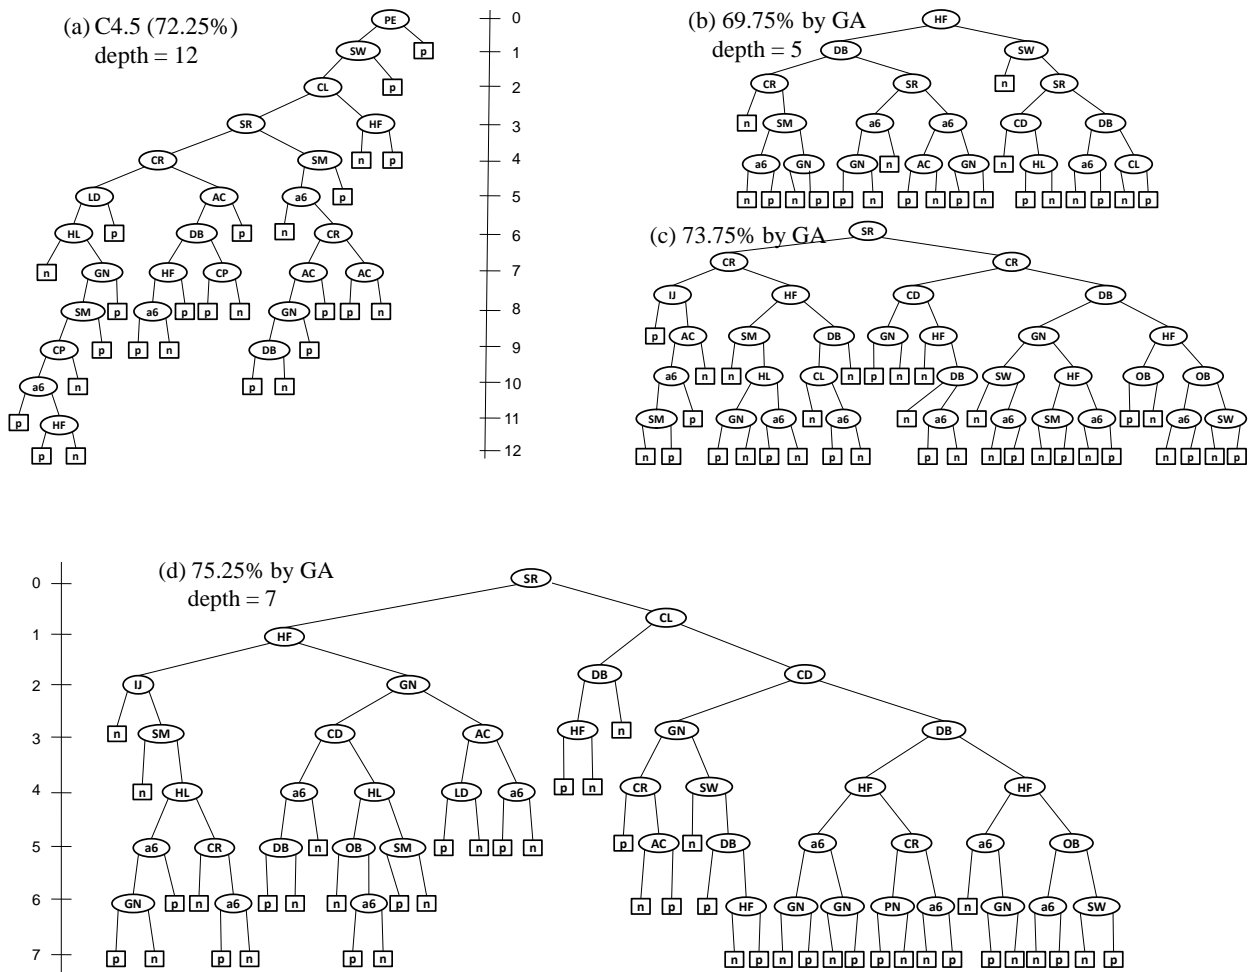 (a) C4.5 (72.25%)
depth = 12
PE
SW p
CL p
SR HF
CR SM n p
LD AC a6 p
HL p DB p n CR
n GN HF CP AC AC
SM p a6 p p n GN p p n
CP p p n DB p
a6 n p n
p HF
p n
0
1
2
3
4
5
6
7
8
9
10
11
12
(b) 69.75% by GA
depth = 5
HF
DB SW
CR SR n SR
n SM a6 a6 CD DB
a6 GN GN n AC GN n HL a6 CL
n p n p p n p n p n p n n p n p
(c) 73.75% by GA
SR
CR CR
IJ HF CD DB
p AC SM DB GN HF GN HF
a6 n n HL CL n p n n DB SW HF OB OB
SM p GN a6 n a6 n a6 n a6 SM a6 p n a6 SW
n p p n p n p n p n n p n p n p n p n p
(d) 75.25% by GA
depth = 7
0
1
2
3
4
5
6
7
SR
HF CL
IJ GN DB CD
n SM CD AC HF n GN DB
n HL a6 HL LD a6 p n CR SW HF HF
a6 CR DB n OB SM p n p n p AC n DB a6 CR a6 OB
GN p n a6 p n n a6 p n n p p HF GN GN PN a6 n GN a6 SW
p n p n p n n p n p n p p n n p p n n p n p